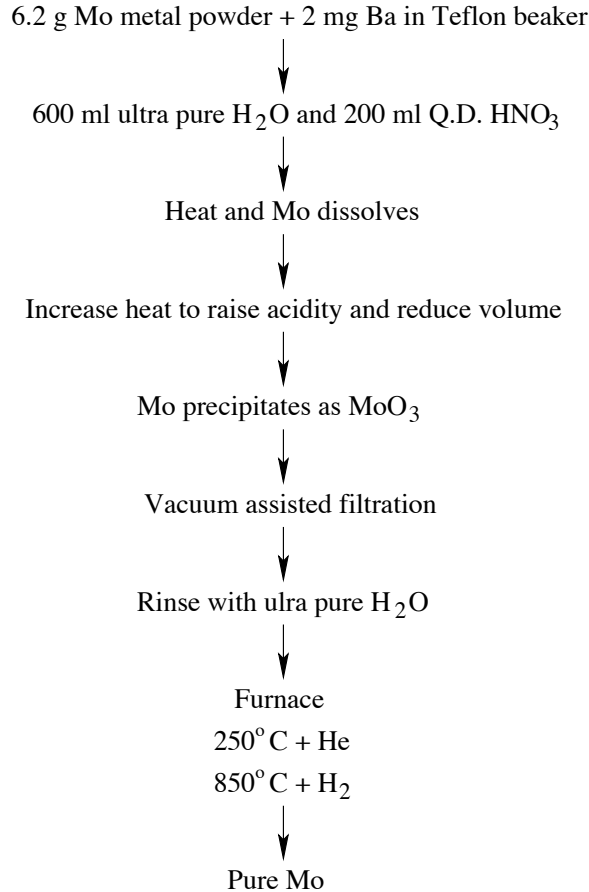 6.2 g Mo metal powder + 2 mg Ba in Teflon beaker
600 ml ultra pure H2O and 200 ml Q.D. HNO3
Heat and Mo dissolves
Increase heat to raise acidity and reduce volume
Mo precipitates as MoO3
Vacuum assisted filtration
Rinse with ulra pure H2O
Furnace
250° C + He
850° C + H2
Pure Mo